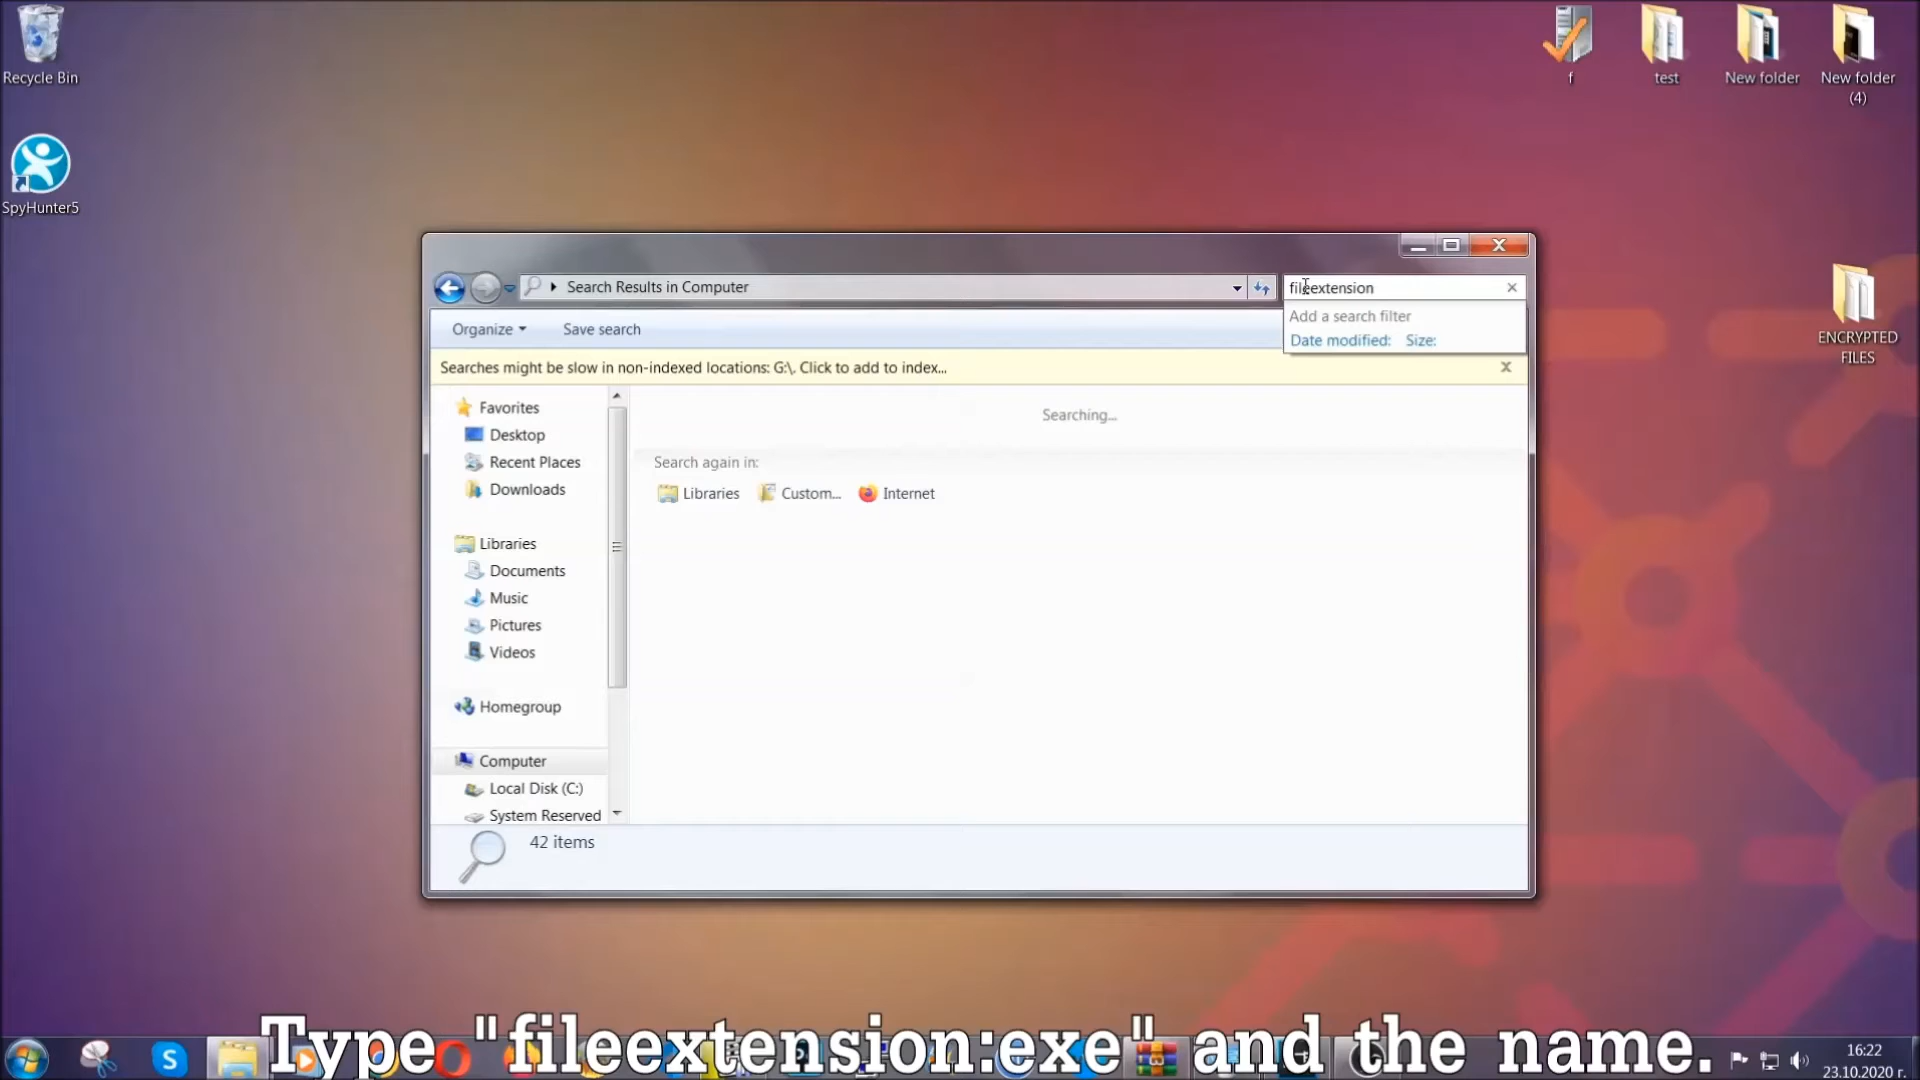 Recycle Bin
SpyHunter5
f
test
New folder
New folder
(4)
ENCRYPTED
FILES
Search Results in Computer
fileextension
Add a search filter
Date modified: Size:
Organize
Save search
Searches might be slow in non-indexed locations: G:\. Click to add to index...
Favorites
Desktop
Recent Places
Downloads
Libraries
Documents
Music
Pictures
Videos
Homegroup
Computer
Local Disk (C:)
System Reserved
Searching...
Search again in:
Libraries
Custom...
Internet
42 items
Type "fileextension:exe" and the name.
16:22
23.10.2020 г.